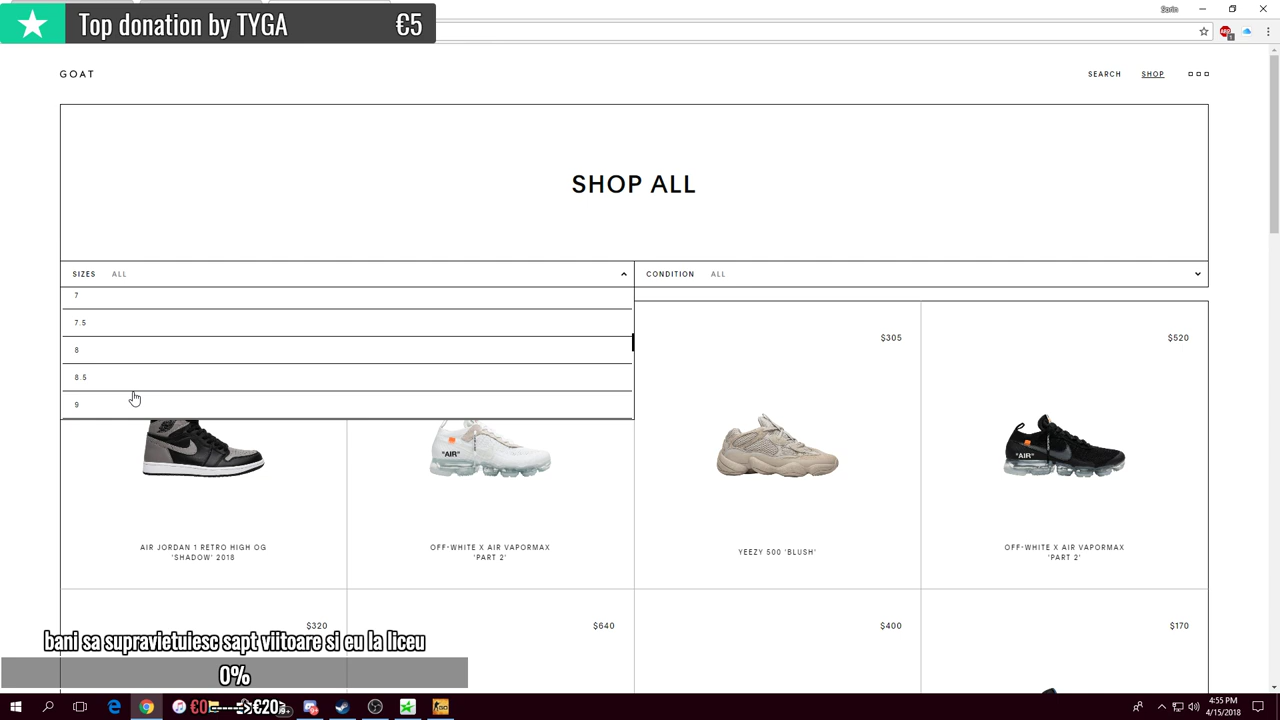 Sorin
Top donation by TYGA €5
GOAT
SEARCH SHOP
SHOP ALL
SIZES ALL
CONDITION ALL
7
7.5
8
8.5
9
$305
$520
"AIR"
"AIR"
AIR JORDAN 1 RETRO HIGH OG
'SHADOW' 2018
OFF-WHITE X AIR VAPORMAX
'PART 2'
YEEZY 500 'BLUSH'
OFF-WHITE X AIR VAPORMAX
'PART 2'
$320
$640
$400
$170
bani sa supravietuiesc sapt viitoare si eu la liceu
0%
€0 €20
4:55 PM
4/15/2018